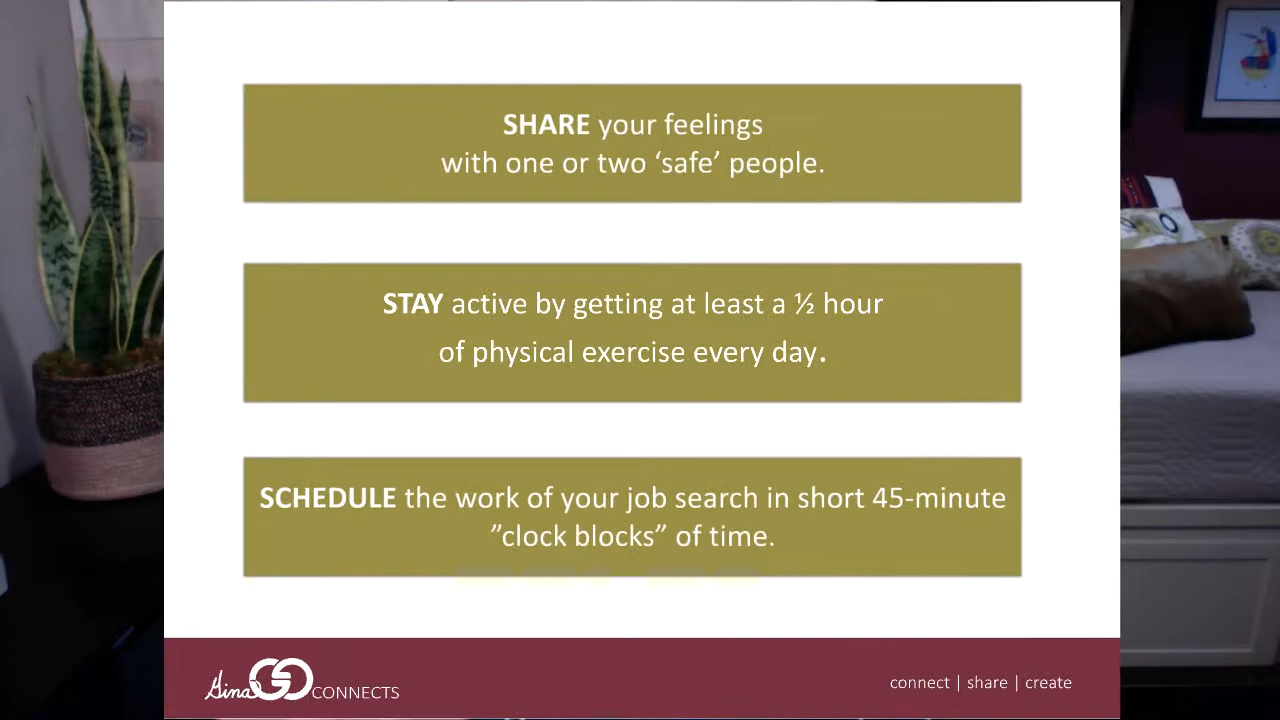 SHARE your feelings
with one or two ‘safe’ people.
STAY active by getting at least a ½ hour
of physical exercise every day.
SCHEDULE the work of your job search in short 45-minute
”clock blocks” of time.
Gina GO CONNECTS
connect | share | create